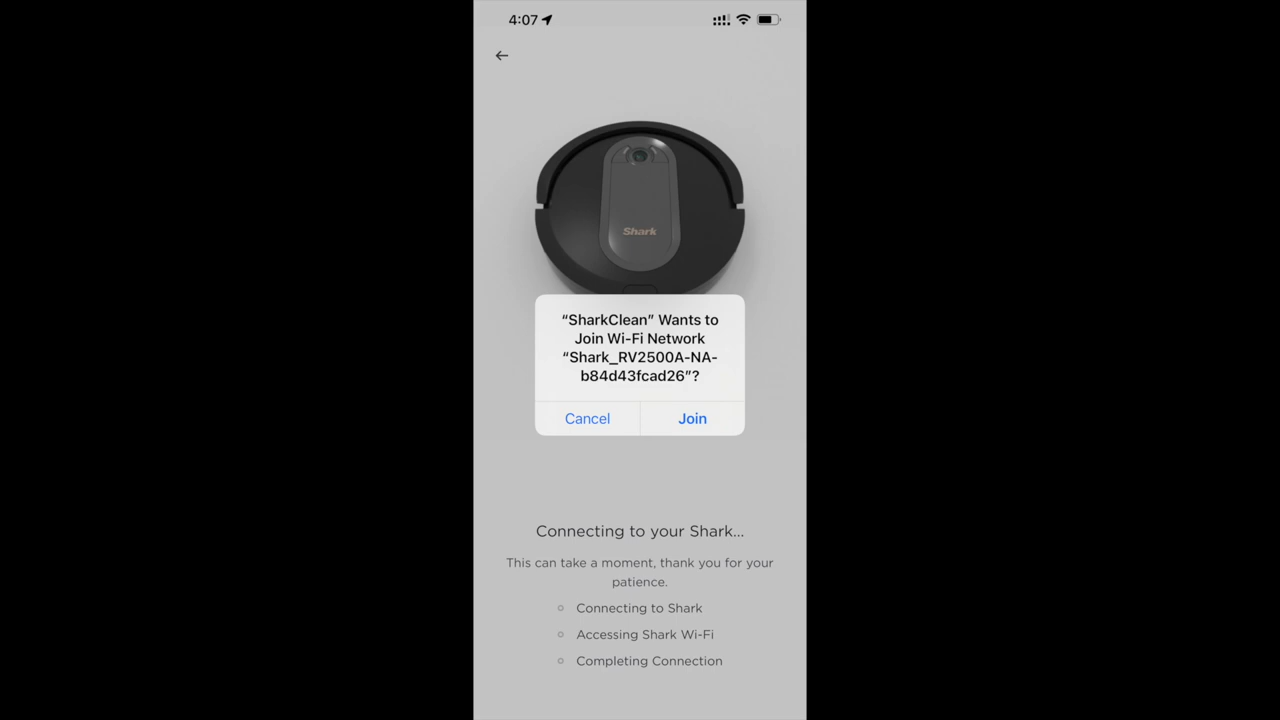 4:07
Shark
“SharkClean” Wants to
Join Wi-Fi Network
“Shark_RV2500A-NA-
b84d43fcad26”?
Cancel Join
Connecting to your Shark...
This can take a moment, thank you for your
patience.
Connecting to Shark
Accessing Shark Wi-Fi
Completing Connection